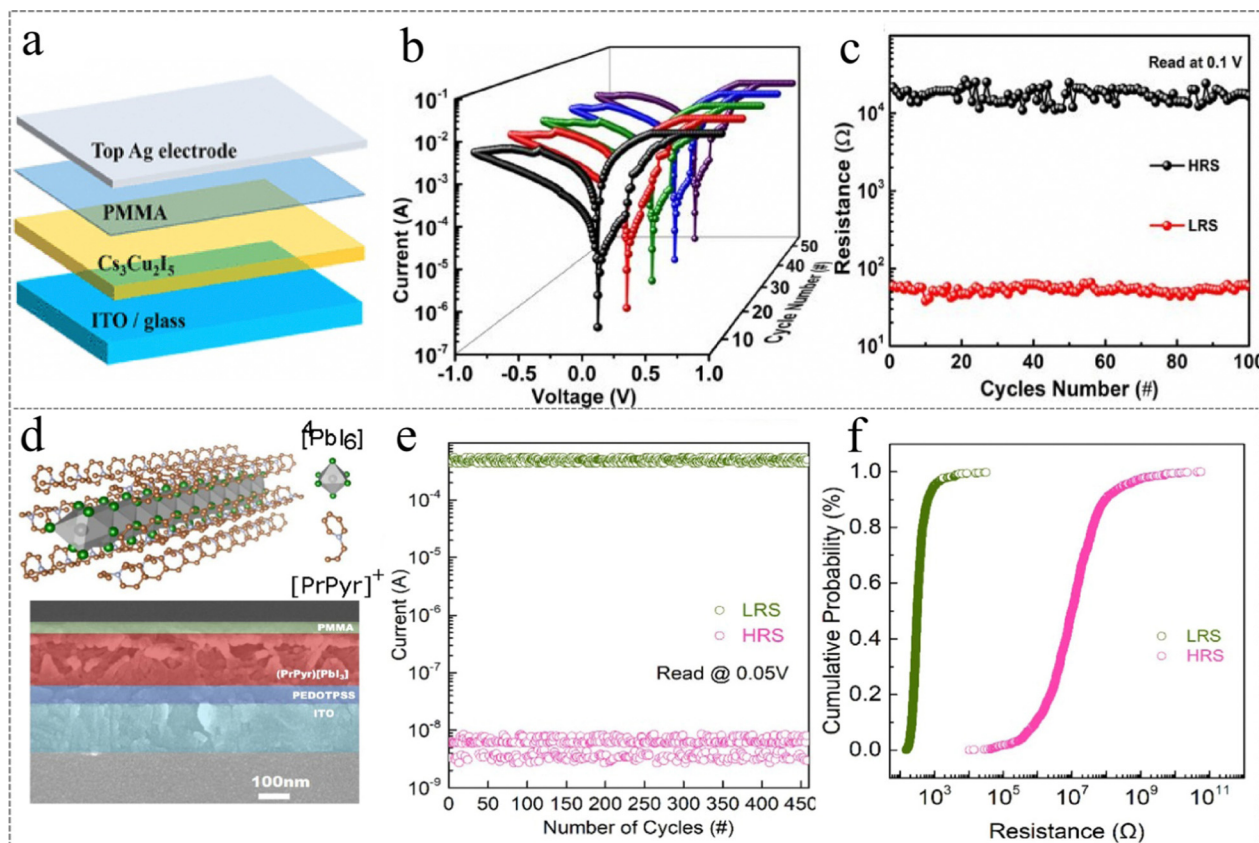 a
Top Ag electrode
PMMA
Cs₃Cu₂I₅
ITO / glass
b
Current (A)
10⁻¹
10⁻²
10⁻³
10⁻⁴
10⁻⁵
10⁻⁶
10⁻⁷
-1.0 -0.5 0.0 0.5 1.0
Voltage (V)
50
40
30
20
10
Cycle Number (#)
c
Read at 0.1 V
Resistance (Ω)
10⁴
10³
10²
10¹
HRS
LRS
0 20 40 60 80 100
Cycles Number (#)
d
[PbI₆]
4
[PrPyr]⁺
PMMA
(PrPyr)[PbI₃]
PEDOTPSS
ITO
100nm
e
Current (A)
10⁻⁴
10⁻⁵
10⁻⁶
10⁻⁷
10⁻⁸
10⁻⁹
LRS
HRS
Read @ 0.05V
0 50 100 150 200 250 300 350 400 450
Number of Cycles (#)
f
Cumulative Probability (%)
1.0
0.8
0.6
0.4
0.2
0.0
LRS
HRS
10³ 10⁵ 10⁷ 10⁹ 10¹¹
Resistance (Ω)